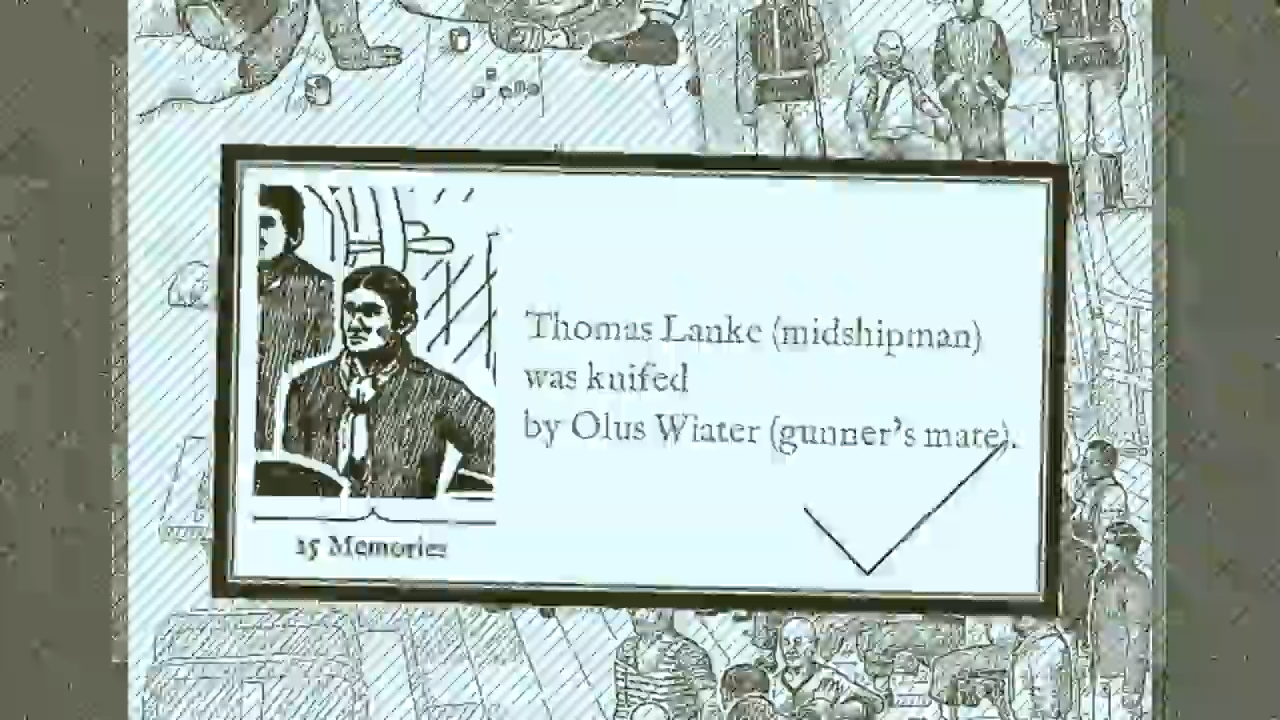 Thomas Lanke (midshipman)
was knifed
by Olus Wiater (gunner's mate).
15 Memories